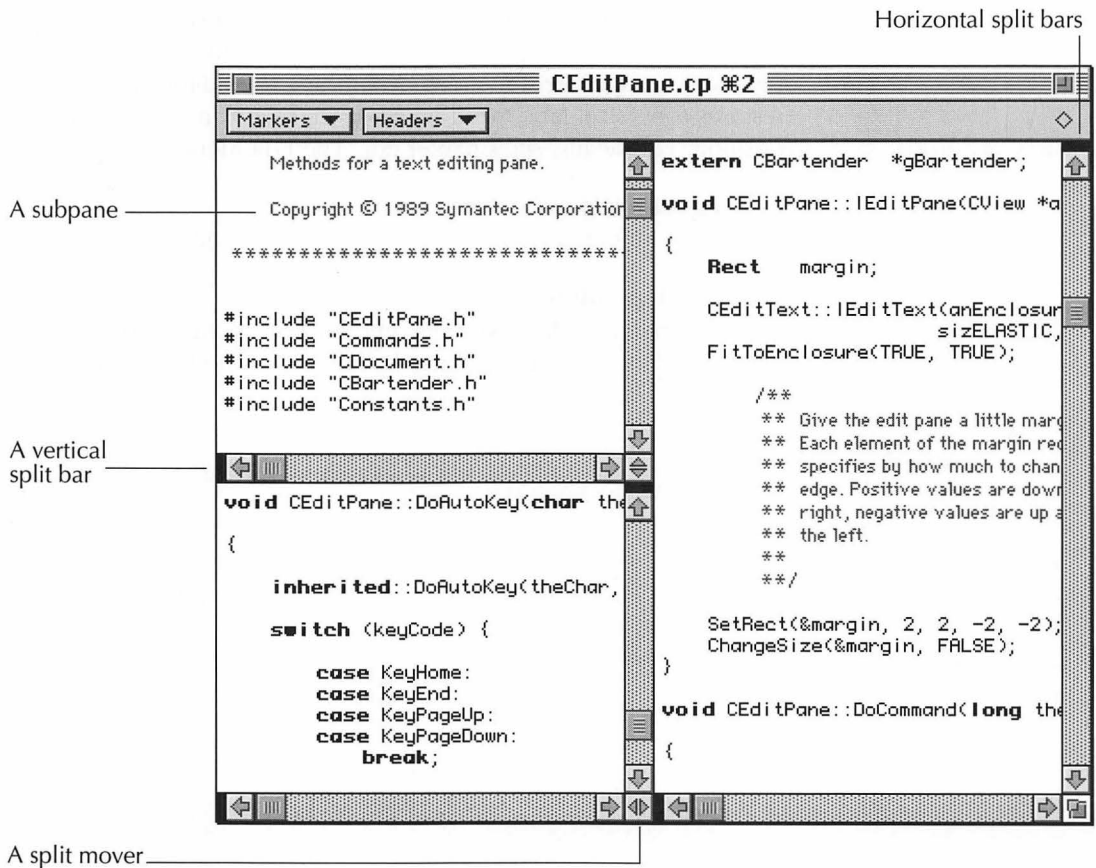 Horizontal split bars
CEditPane.cp ⌘2
Markers ▼ Headers ▼
A subpane
Methods for a text editing pane.
Copyright © 1989 Symantec Corporation
******************************
#include "CEditPane.h"
#include "Commands.h"
#include "CDocument.h"
#include "CBartender.h"
#include "Constants.h"
A vertical
split bar
void CEditPane::DoAutoKey(char the
{
inherited::DoAutoKey(theChar,
switch (keyCode) {
case KeyHome:
case KeyEnd:
case KeyPageUp:
case KeyPageDown:
break;
extern CBartender *gBartender;
void CEditPane::IEditPane(CView *a
{
Rect margin;
CEditText::IEditText(anEnclosur
sizELASTIC,
FitToEnclosure(TRUE, TRUE);
/**
** Give the edit pane a little marg
** Each element of the margin rec
** specifies by how much to chan
** edge. Positive values are down
** right, negative values are up a
** the left.
**
**/
SetRect(&margin, 2, 2, -2, -2);
ChangeSize(&margin, FALSE);
}
void CEditPane::DoCommand(long the
{
A split mover